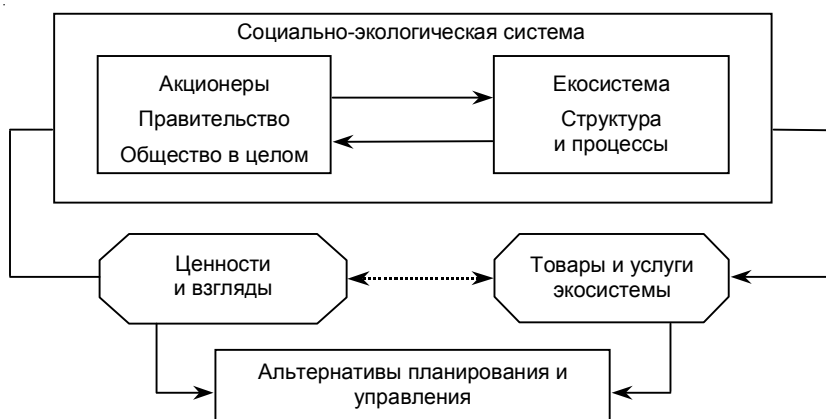 Социально-экологическая система
Акционеры
Правительство
Общество в целом
Екосистема
Структура
и процессы
Ценности
и взгляды
Товары и услуги
экосистемы
Альтернативы планирования и
управления